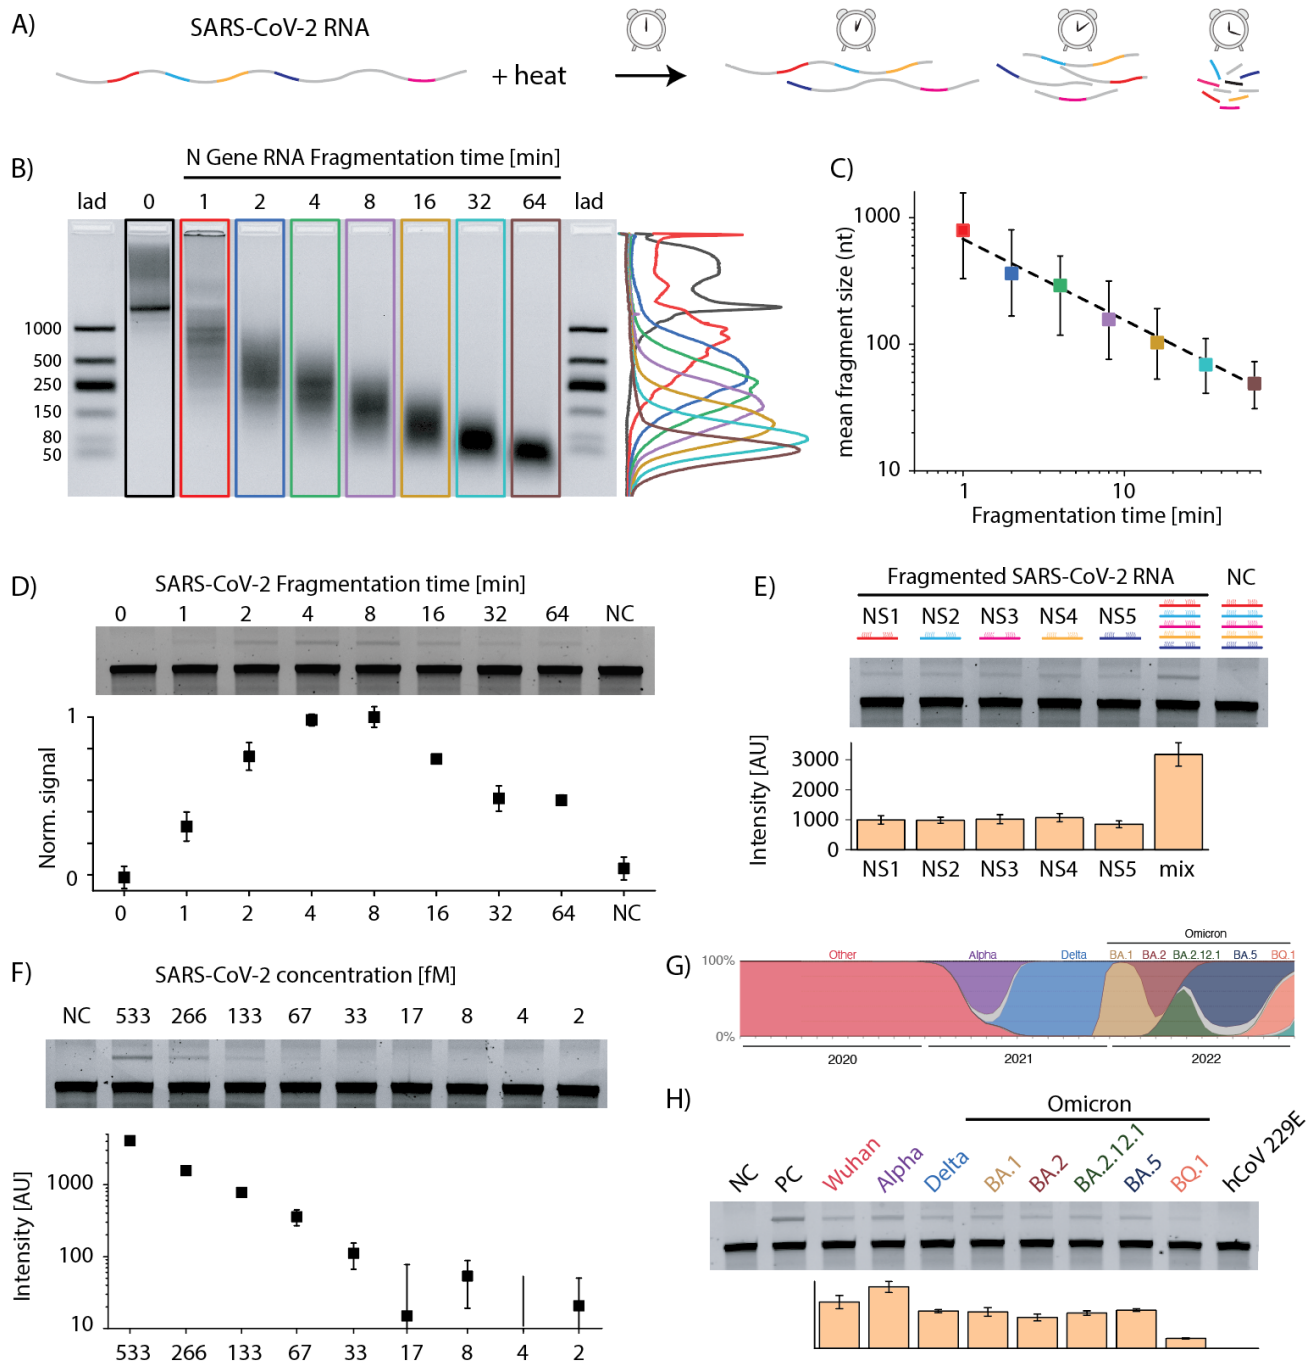 A)
SARS-CoV-2 RNA
+ heat
B)
N Gene RNA Fragmentation time [min]
lad 0 1 2 4 8 16 32 64 lad
1000
500
250
150
80
50
C)
mean fragment size (nt)
1000
100
10
1 10
Fragmentation time [min]
D)
SARS-CoV-2 Fragmentation time [min]
0 1 2 4 8 16 32 64 NC
Norm. signal
1
0
0 1 2 4 8 16 32 64 NC
E)
Fragmented SARS-CoV-2 RNA NC
NS1 NS2 NS3 NS4 NS5
Intensity [AU]
3000
2000
1000
0
NS1 NS2 NS3 NS4 NS5 mix
F)
SARS-CoV-2 concentration [fM]
NC 533 266 133 67 33 17 8 4 2
Intensity [AU]
1000
100
10
533 266 133 67 33 17 8 4 2
G)
Omicron
Other Alpha Delta BA.1 BA.2 BA.2.12.1 BA.5 BQ.1
100%
0%
2020 2021 2022
H)
Omicron
NC PC Wuhan Alpha Delta BA.1 BA.2 BA.2.12.1 BA.5 BQ.1 hCoV 229E